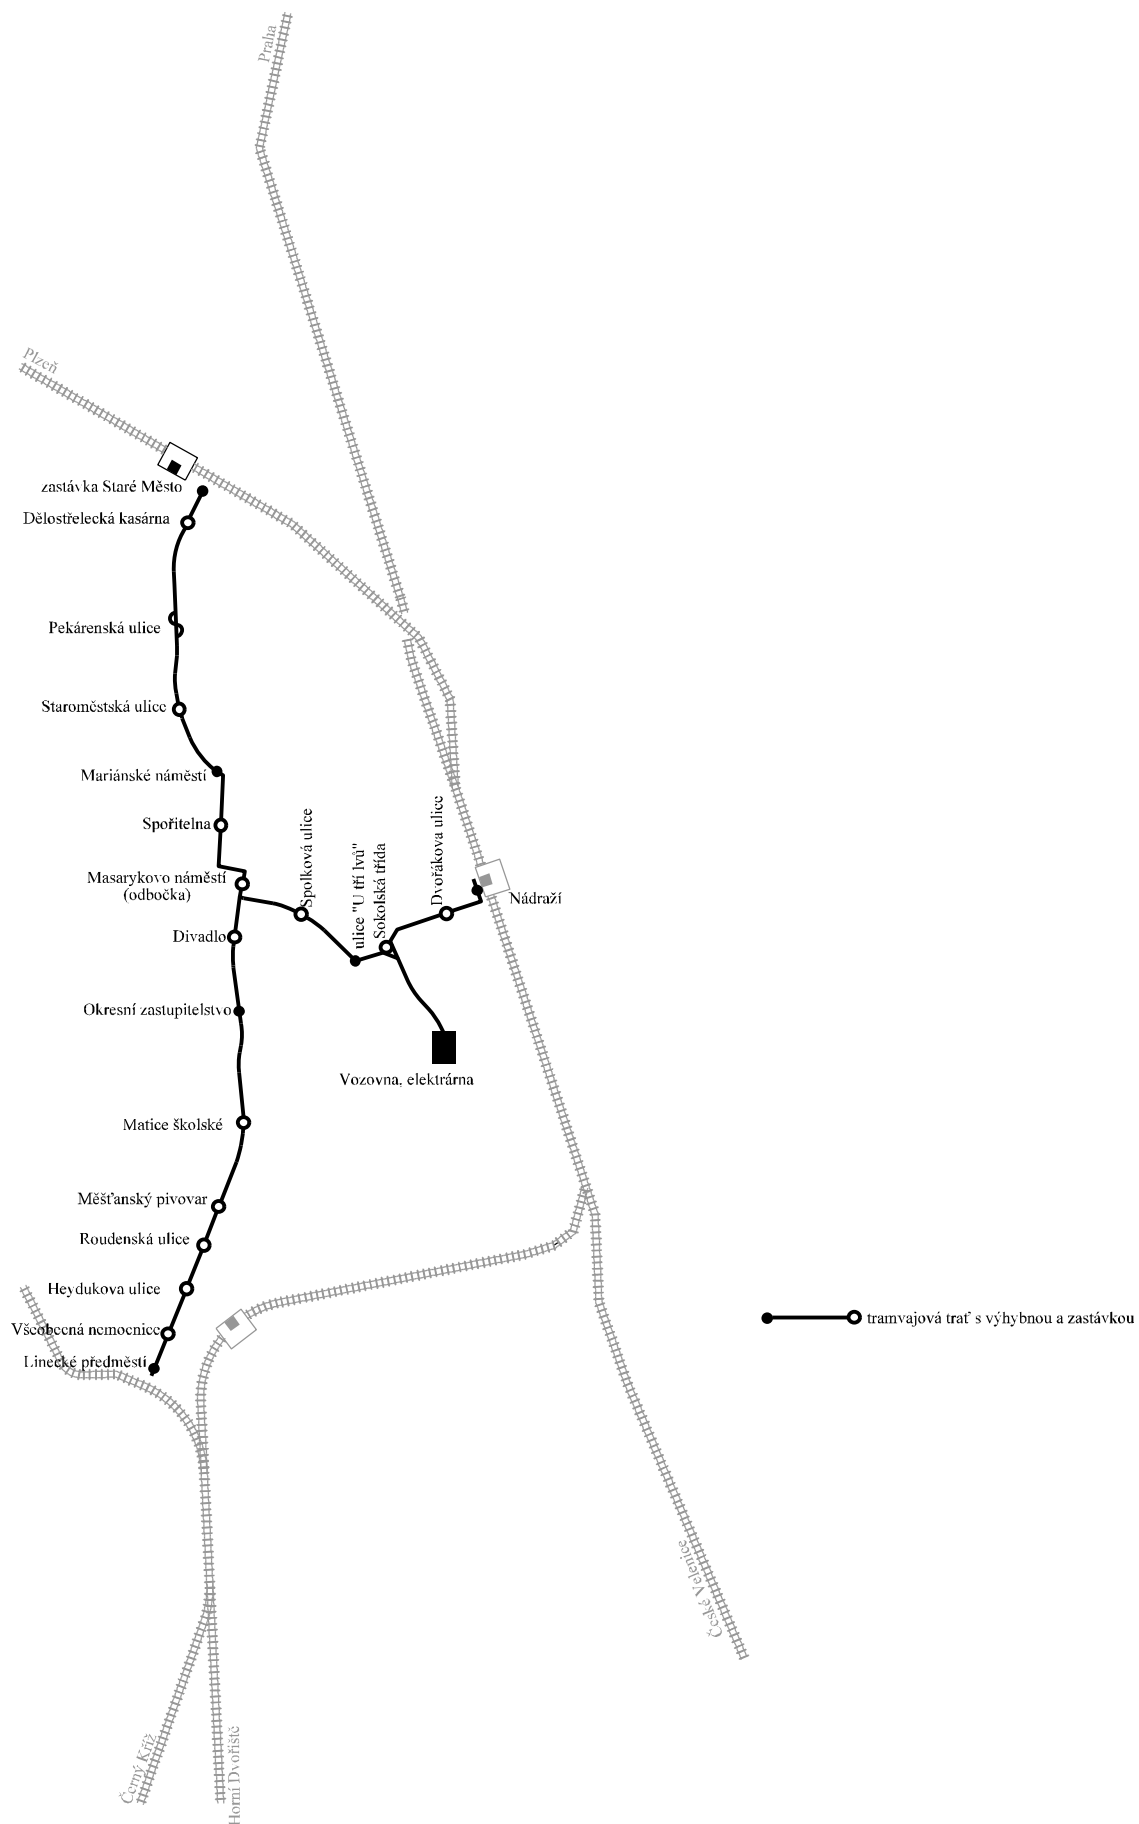 Praha
Plzeň
zastávka Staré Město
Dělostřelecká kasárna
Pekárenská ulice
Staroměstská ulice
Mariánské náměstí
Spořitelna
Masarykovo náměstí
(odbočka)
Spolková ulice
ulice "U tří lvů"
Sokolská třída
Dvořákova ulice
Nádraží
Divadlo
Okresní zastupitelstvo
Vozovna, elektrárna
Matice školské
Měšťanský pivovar
Roudenská ulice
Heydukova ulice
Všeobecná nemocnice
Linecké předměstí
tramvajová trať s výhybnou a zastávkou
České Velenice
Černý Kříž
Horní Dvořiště